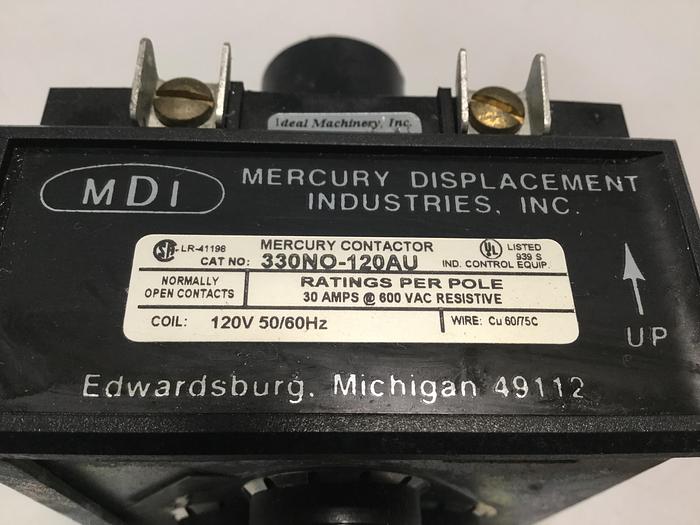 Ideal Machinery, Inc.
MDI
MERCURY DISPLACEMENT
INDUSTRIES, INC.
LR-41198
MERCURY CONTACTOR
CAT NO: 330NO-120AU
UL LISTED
939 S
IND. CONTROL EQUIP.
NORMALLY
OPEN CONTACTS
RATINGS PER POLE
30 AMPS @ 600 VAC RESISTIVE
COIL: 120V 50/60Hz
WIRE: Cu 60/75C
UP
Edwardsburg, Michigan 49112